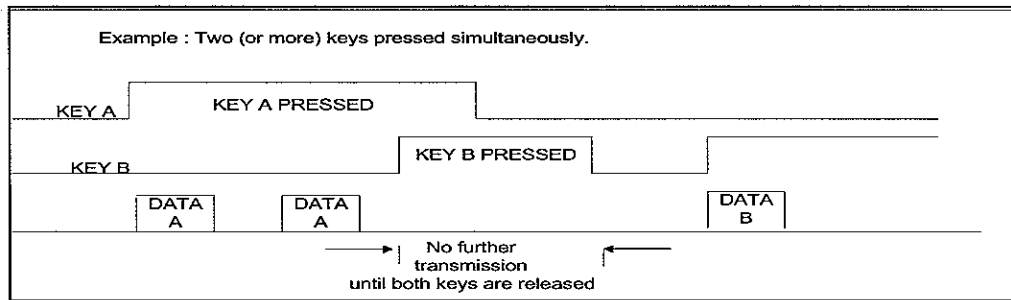 Example : Two (or more) keys pressed simultaneously.
KEY A
KEY A PRESSED
KEY B
KEY B PRESSED
DATA
A
DATA
A
DATA
B
No further
transmission
until both keys are released